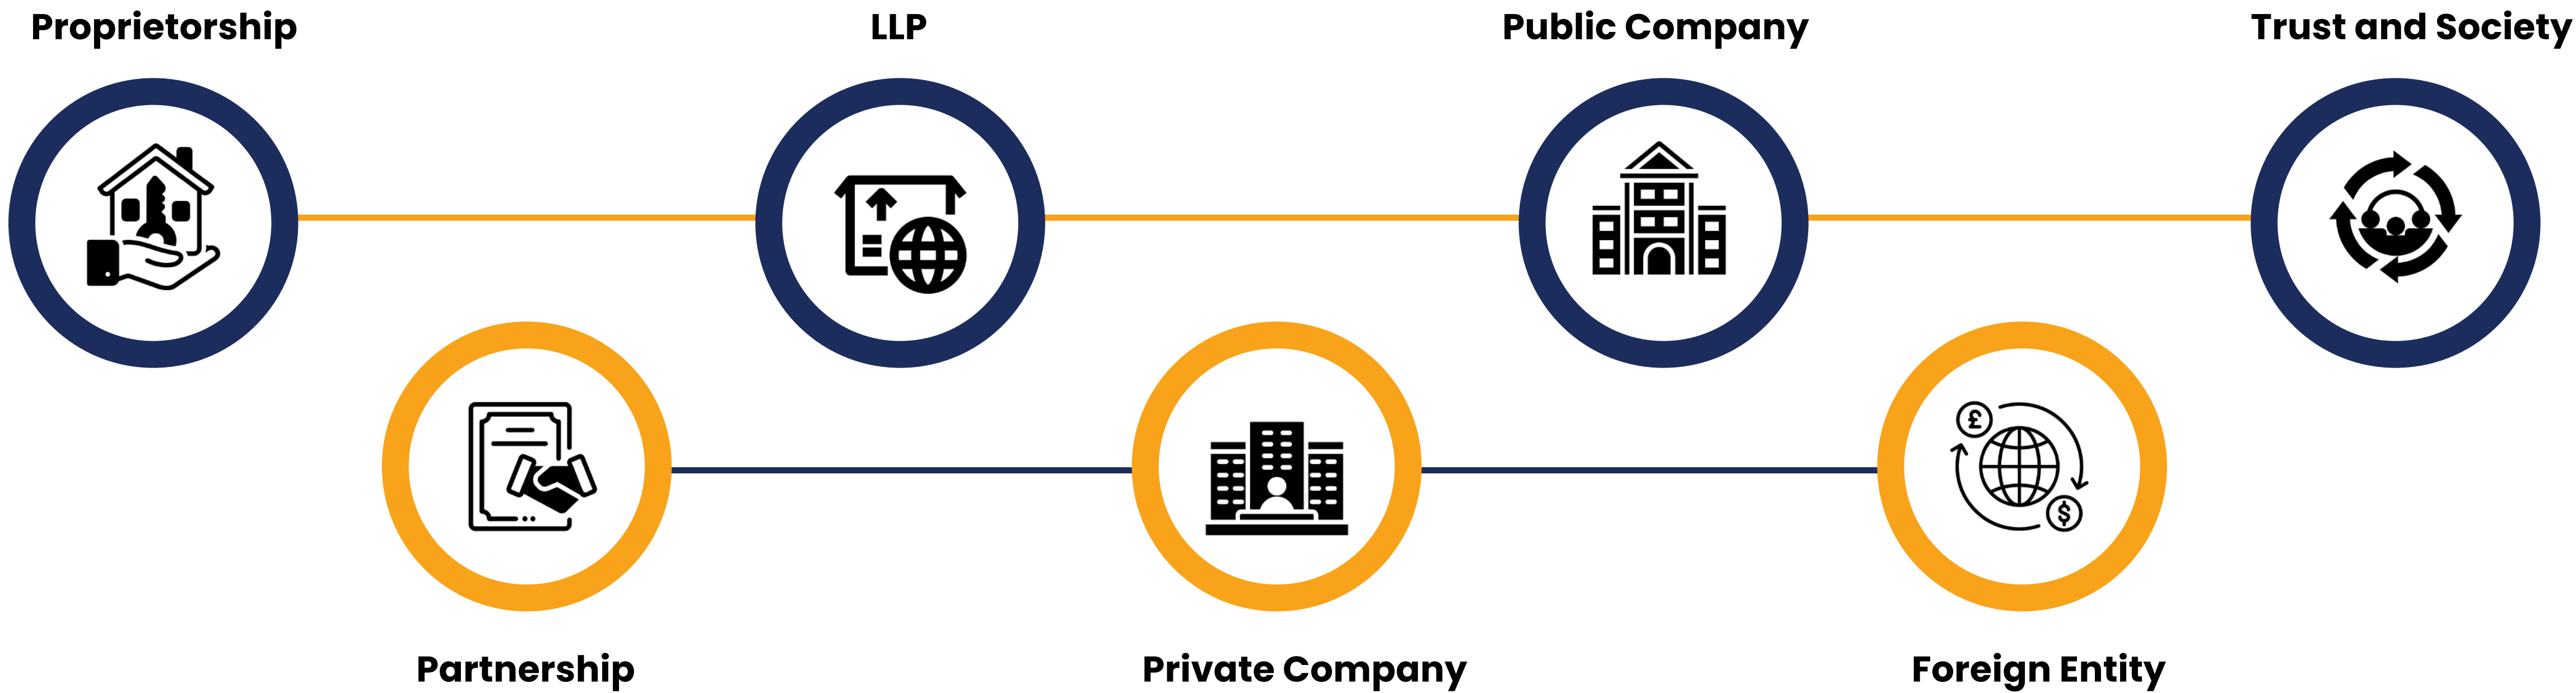 Proprietorship
LLP
Public Company
Trust and Society
£
$
Partnership
Private Company
Foreign Entity